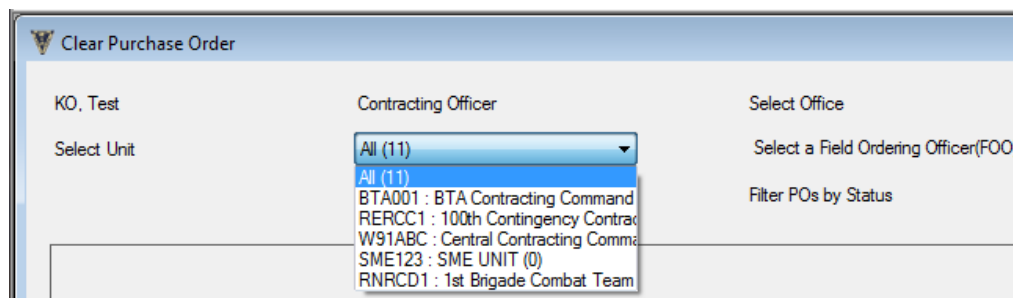 Clear Purchase Order
KO, Test Contracting Officer Select Office
Select Unit All (11) Select a Field Ordering Officer(FOO
All (11)
BTA001 : BTA Contracting Command Filter POs by Status
RERCC1 : 100th Contingency Contrac
W91ABC : Central Contracting Comma
SME123 : SME UNIT (0)
RNRCD1 : 1st Brigade Combat Team